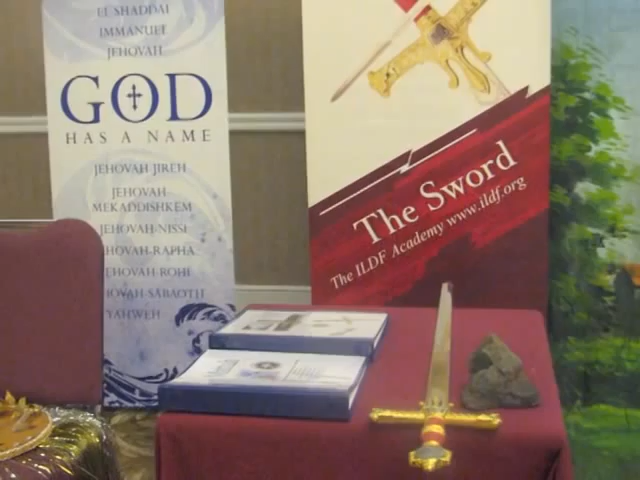 EL SHADDAI
IMMANUEL
JEHOVAH
GOD
HAS A NAME
JEHOVAH JIREH
JEHOVAH
MEKADDISHKEM
JEHOVAH-NISSI
HOVAH-RAPHA
EHOVAH-ROHI
HOVAH-SABAOTH
YAHWEH
The Sword
The ILDF Academy www.ildf.org